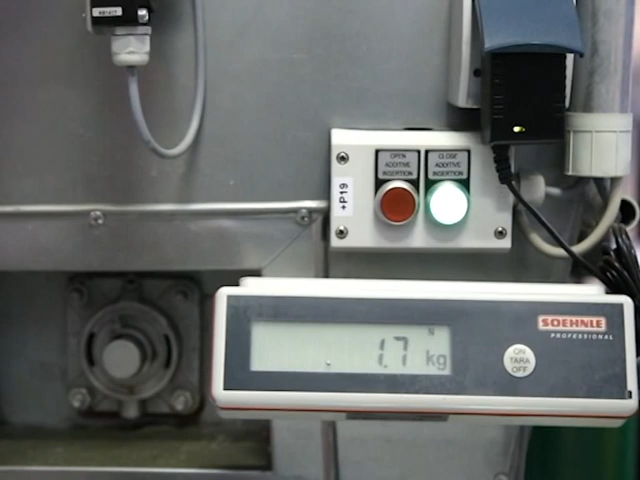 OPEN
ADDITIVE
INSERTION
CLOSE
ADDITIVE
INSERTION
+P19
SOEHNLE
PROFESSIONAL
N
1.7 kg
ON
TARA
OFF